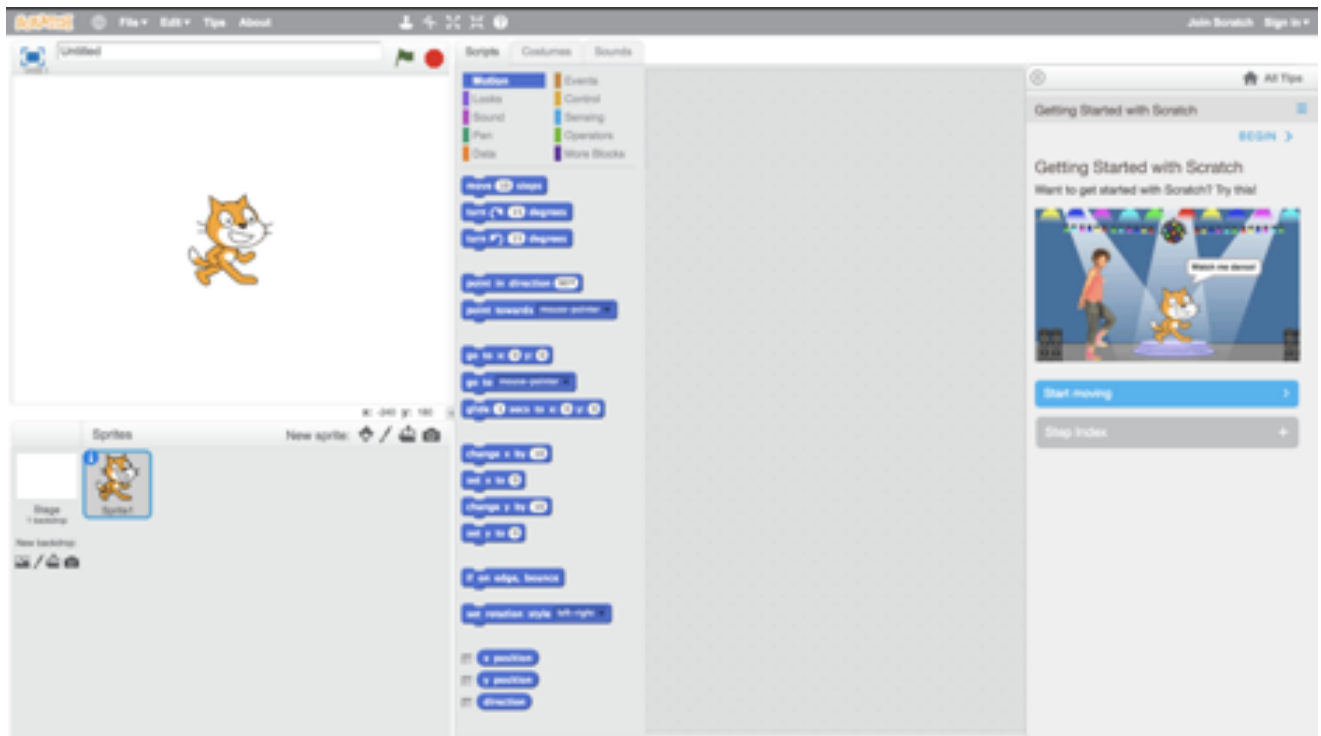 SCRATCH File Edit Tips About Join Scratch Sign in
Untitled
Scripts Costumes Sounds
Motion Events
Looks Control
Sound Sensing
Pen Operators
Data More Blocks
move 10 steps
turn 15 degrees
turn 15 degrees
point in direction
point towards mouse-pointer
go to x: 0 y: 0
go to mouse-pointer
glide 1 secs to x: 0 y: 0
change x by 10
set x to 0
change y by 10
set y to 0
if on edge, bounce
set rotation style left-right
x position
y position
direction
x: -240 y: 180
Sprites New sprite:
Stage
1 backdrop
Sprite1
New backdrop:
All Tips
Getting Started with Scratch
BEGIN
Getting Started with Scratch
Want to get started with Scratch? Try this!
Watch me dance!
Start moving
Step Index